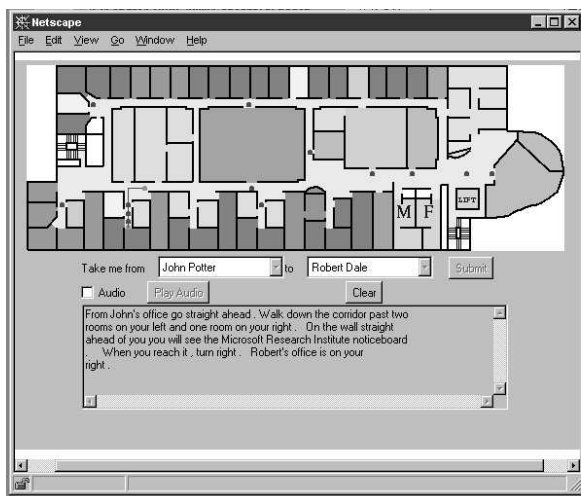 Netscape
File Edit View Go Window Help
M F
LIFT
Take me from John Potter to Robert Dale Submit
Audio Play Audio Clear
From John's office go straight ahead . Walk down the corridor past two
rooms on your left and one room on your right . On the wall straight
ahead of you you will see the Microsoft Research Institute noticeboard
. When you reach it , turn right . Robert's office is on your
right .